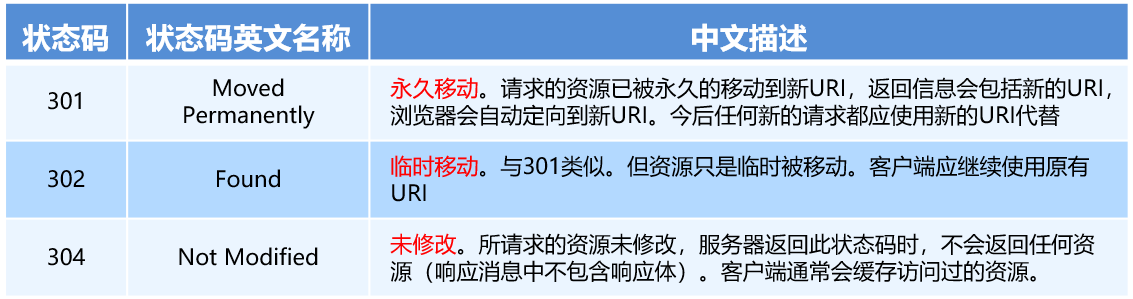 状态码 状态码英文名称 中文描述
301 Moved Permanently 永久移动。请求的资源已被永久的移动到新URI，返回信息会包括新的URI，
浏览器会自动定向到新URI。今后任何新的请求都应使用新的URI代替
302 Found 临时移动。与301类似。但资源只是临时被移动。客户端应继续使用原有
URI
304 Not Modified 未修改。所请求的资源未修改，服务器返回此状态码时，不会返回任何资
源（响应消息中不包含响应体）。客户端通常会缓存访问过的资源。